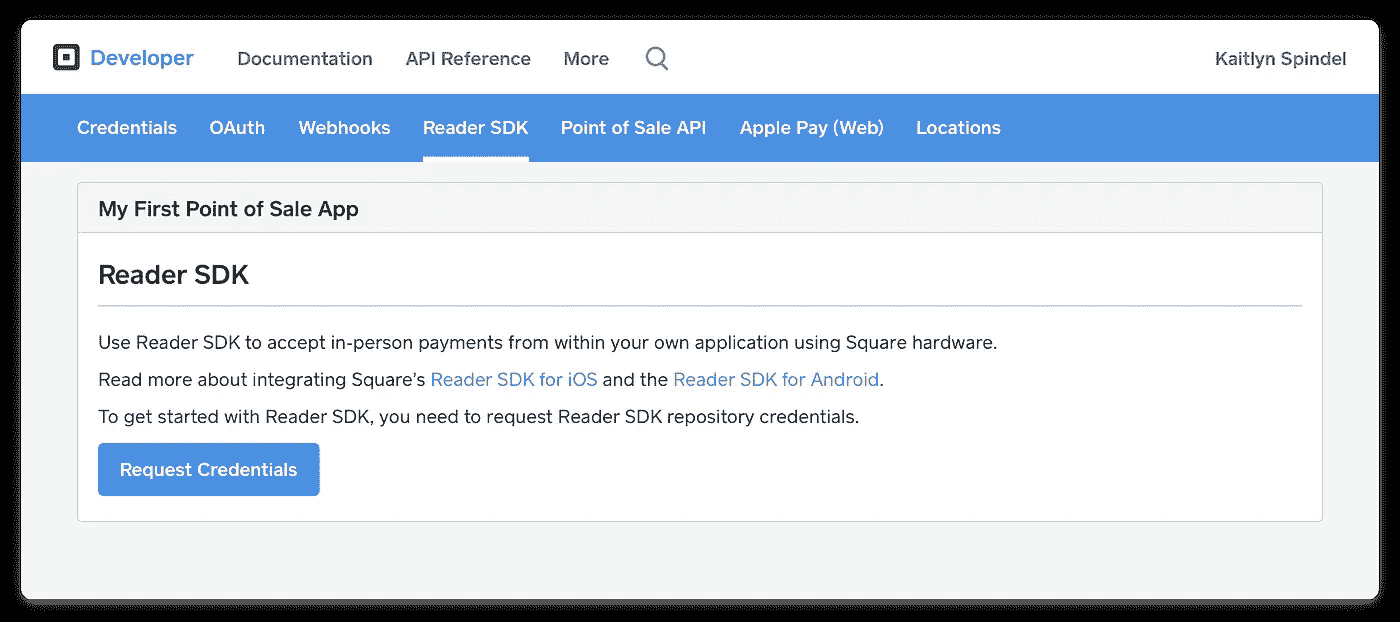 Developer Documentation API Reference More Kaitlyn Spindel
Credentials OAuth Webhooks Reader SDK Point of Sale API Apple Pay (Web) Locations
My First Point of Sale App
Reader SDK
Use Reader SDK to accept in-person payments from within your own application using Square hardware.
Read more about integrating Square’s Reader SDK for iOS and the Reader SDK for Android.
To get started with Reader SDK, you need to request Reader SDK repository credentials.
Request Credentials